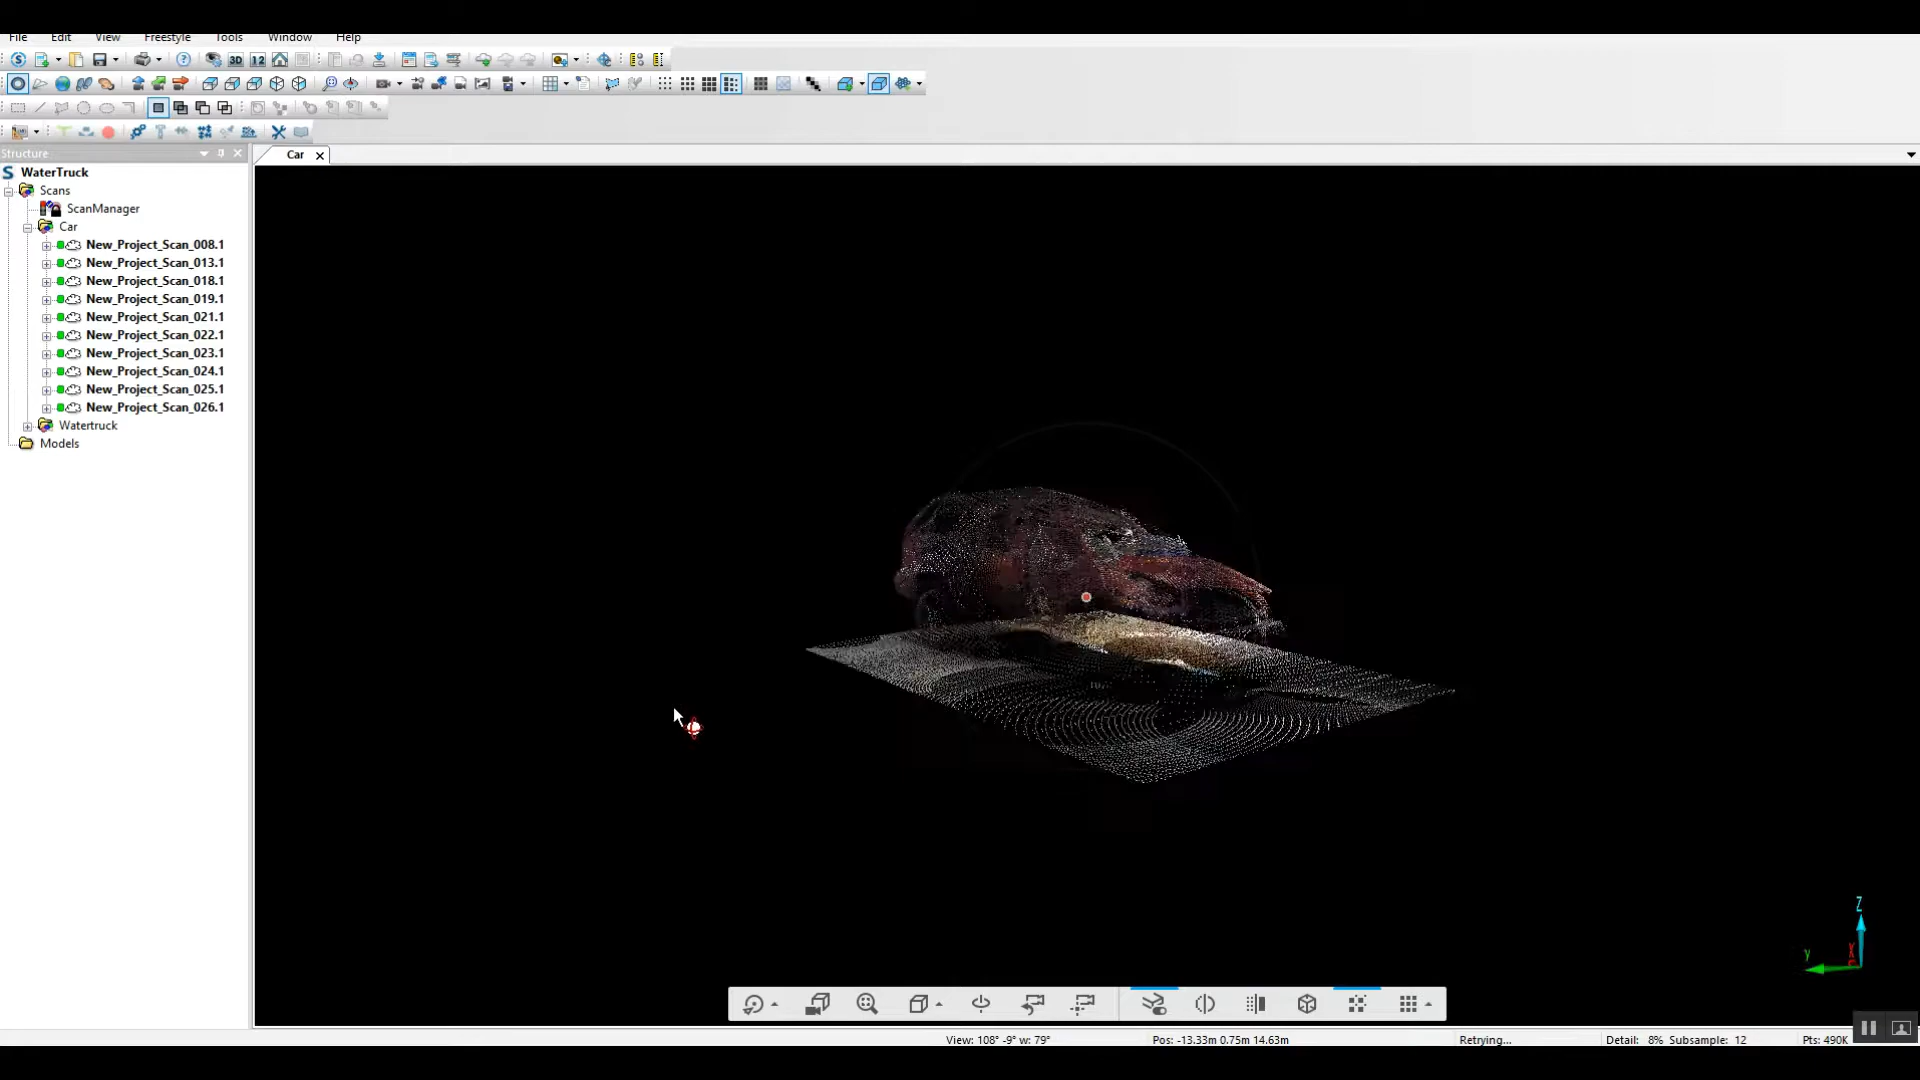 File Edit View Freestyle Tools Window Help
3D 12
Structure
Car
WaterTruck
Scans
ScanManager
Car
New_Project_Scan_008.1
New_Project_Scan_013.1
New_Project_Scan_018.1
New_Project_Scan_019.1
New_Project_Scan_021.1
New_Project_Scan_022.1
New_Project_Scan_023.1
New_Project_Scan_024.1
New_Project_Scan_025.1
New_Project_Scan_026.1
Watertruck
Models
Z
Y X
View: 108° -9° w: 79° Pos: -13.33m 0.75m 14.63m Retrying... Detail: 8% Subsample: 12 Pts: 490K